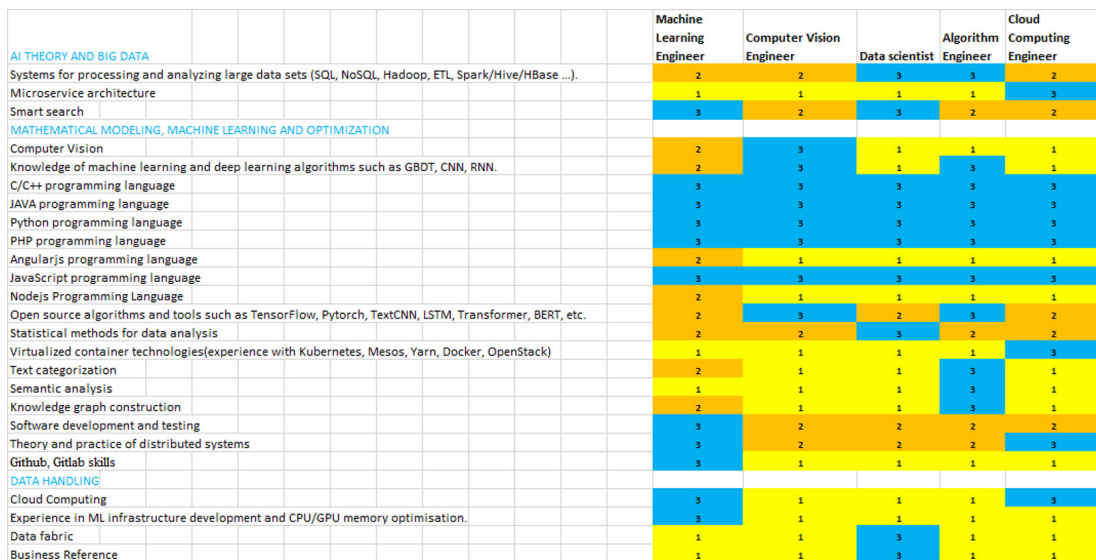 AI THEORY AND BIG DATA Machine Learning Engineer Computer Vision Engineer Data scientist Algorithm Engineer Cloud Computing Engineer
Systems for processing and analyzing large data sets (SQL, NoSQL, Hadoop, ETL, Spark/Hive/HBase ...). 2 2 3 3 2
Microservice architecture 1 1 1 1 3
Smart search 3 2 3 2 2
MATHEMATICAL MODELING, MACHINE LEARNING AND OPTIMIZATION
Computer Vision 2 3 1 1 1
Knowledge of machine learning and deep learning algorithms such as GBDT, CNN, RNN. 2 3 1 3 1
C/C++ programming language 3 3 3 3 3
JAVA programming language 3 3 3 3 3
Python programming language 3 3 3 3 3
PHP programming language 3 3 3 3 3
Angularjs programming language 2 1 1 1 1
JavaScript programming language 3 3 3 3 3
Nodejs Programming Language 2 1 1 1 1
Open source algorithms and tools such as TensorFlow, Pytorch, TextCNN, LSTM, Transformer, BERT, etc. 2 3 2 3 2
Statistical methods for data analysis 2 2 3 2 2
Virtualized container technologies(experience with Kubernetes, Mesos, Yarn, Docker, OpenStack) 1 1 1 1 3
Text categorization 2 1 1 3 1
Semantic analysis 1 1 1 3 1
Knowledge graph construction 2 1 1 3 1
Software development and testing 3 2 2 2 2
Theory and practice of distributed systems 3 2 2 2 3
Github, Gitlab skills 3 1 1 1 1
DATA HANDLING
Cloud Computing 3 1 1 1 3
Experience in ML infrastructure development and CPU/GPU memory optimisation. 3 1 1 1 1
Data fabric 1 1 3 1 1
Business Reference 1 1 3 1 1